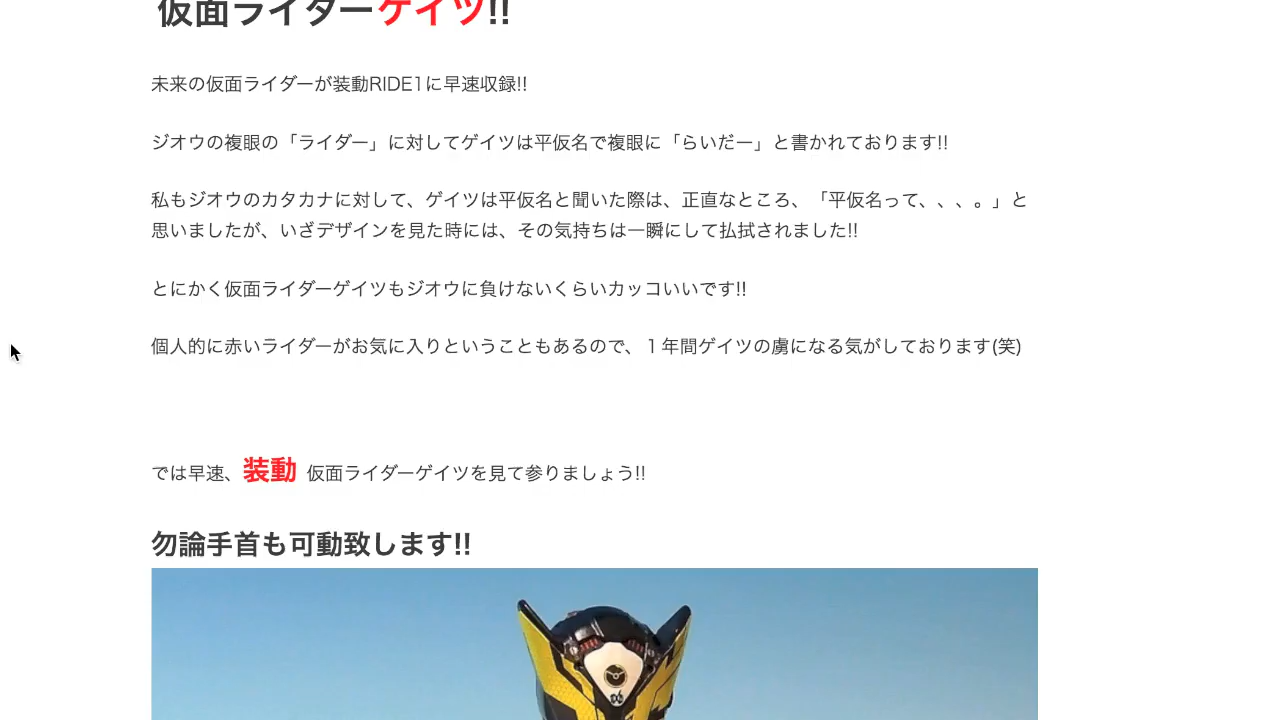 仮面ライダーゲイツ!!
未来の仮面ライダーが装動RIDE1に早速収録!!
ジオウの複眼の「ライダー」に対してゲイツは平仮名で複眼に「らいだー」と書かれております!!
私もジオウのカタカナに対して、ゲイツは平仮名と聞いた際は、正直なところ、「平仮名って、、、。」と
思いましたが、いざデザインを見た時には、その気持ちは一瞬にして払拭されました!!
とにかく仮面ライダーゲイツもジオウに負けないくらいカッコいいです!!
個人的に赤いライダーがお気に入りということもあるので、１年間ゲイツの虜になる気がしております(笑)
では早速、装動 仮面ライダーゲイツを見て参りましょう!!
勿論手首も可動致します!!